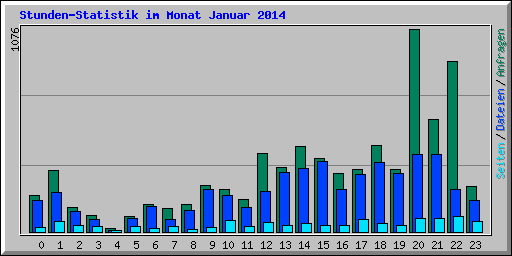 Stunden-Statistik im Monat Januar 2014
1076
Seiten / Dateien / Anfragen
0 1 2 3 4 5 6 7 8 9 10 11 12 13 14 15 16 17 18 19 20 21 22 23